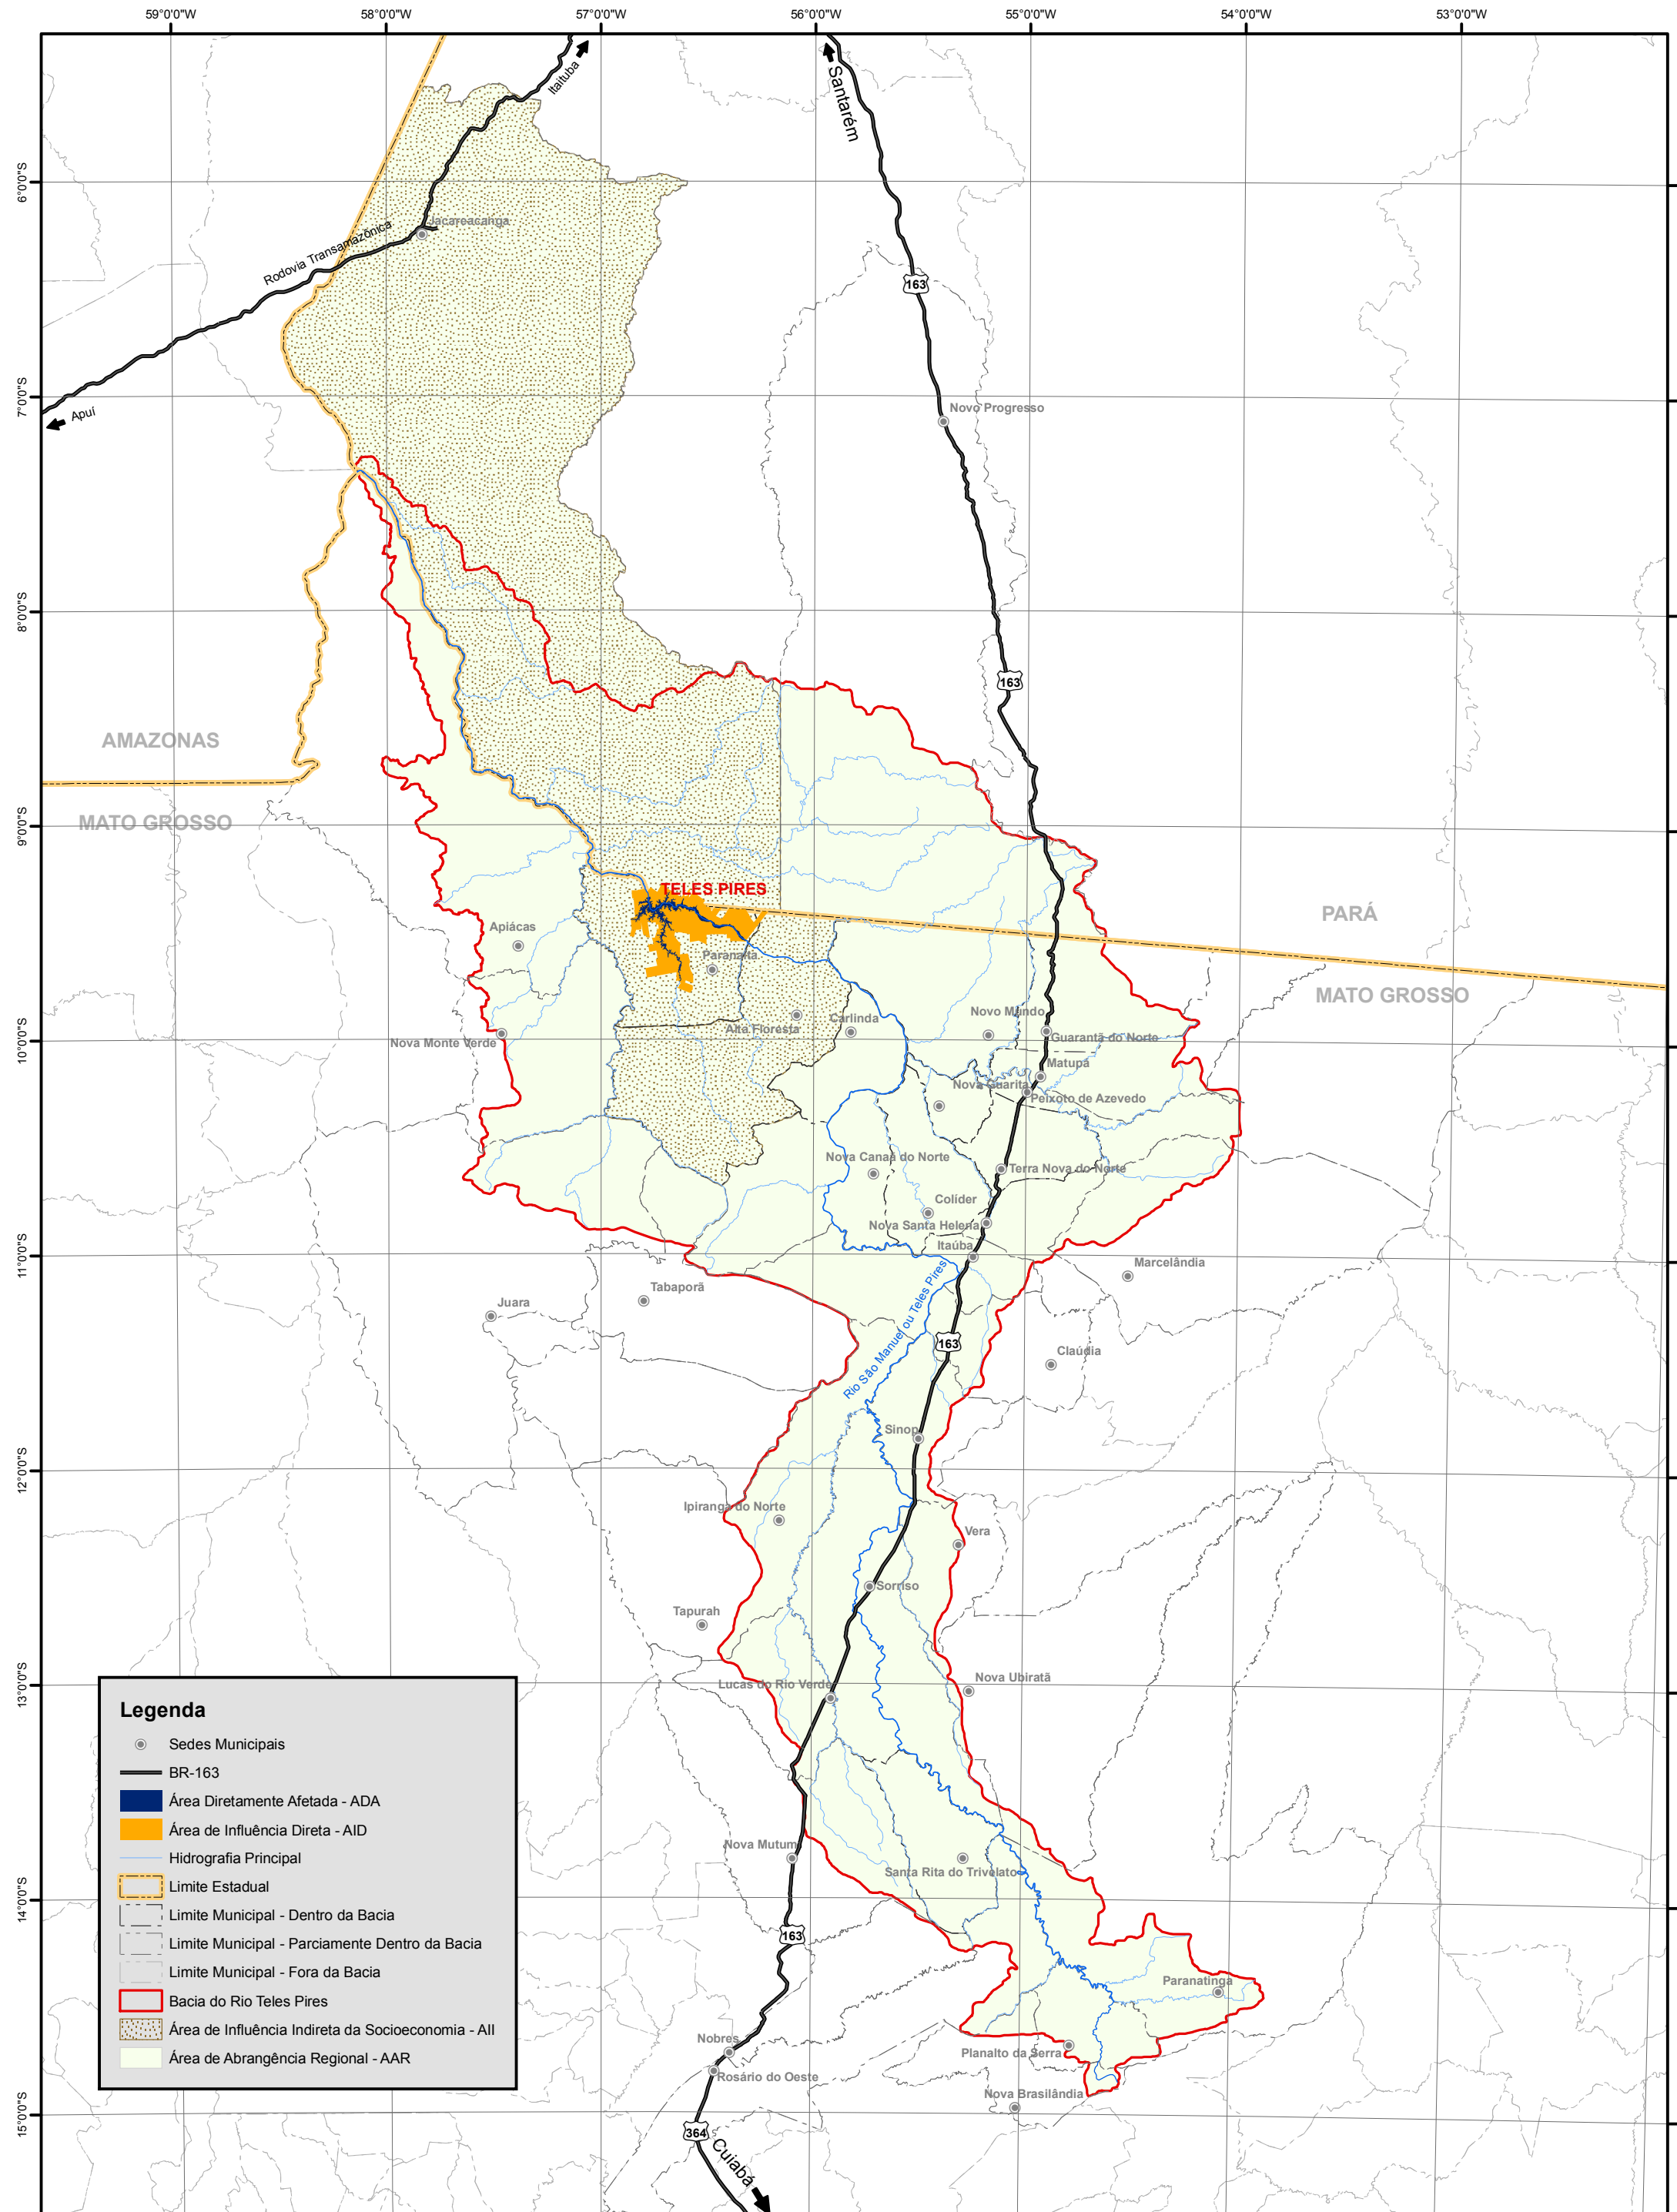 59°0'0"W
58°0'0"W
57°0'0"W
56°0'0"W
55°0'0"W
54°0'0"W
53°0'0"W
Itaituba
Santarém
6°0'0"S
Jacareacanga
Rodovia Transamazônica
163
7°0'0"S
Apuí
Novo Progresso
8°0'0"S
163
AMAZONAS
MATO GROSSO
9°0'0"S
TELES PIRES
PARÁ
Apiácas
Paranaíta
MATO GROSSO
Novo Mundo
Carlinda
Alta Floresta
Guarantã do Norte
Nova Monte Verde
10°0'0"S
Matupá
Nova Guarita
Peixoto de Azevedo
Nova Canaã do Norte
Terra Nova do Norte
Colíder
Nova Santa Helena
Itaúba
11°0'0"S
Marcelândia
Tabaporã
Juara
Rio São Manuel ou Teles Pires
163
Claúdia
Sinop
12°0'0"S
Ipiranga do Norte
Vera
Sorriso
Tapurah
13°0'0"S
Nova Ubiratã
Lucas do Rio Verde
Nova Mutum
Santa Rita do Trivelato
14°0'0"S
163
Paranatinga
Nobres
Planalto da Serra
Rosário do Oeste
Nova Brasilândia
15°0'0"S
364
Cuiabá
Legenda
Sedes Municipais
BR-163
Área Diretamente Afetada - ADA
Área de Influência Direta - AID
Hidrografia Principal
Limite Estadual
Limite Municipal - Dentro da Bacia
Limite Municipal - Parciamente Dentro da Bacia
Limite Municipal - Fora da Bacia
Bacia do Rio Teles Pires
Área de Influência Indireta da Socioeconomia - AII
Área de Abrangência Regional - AAR